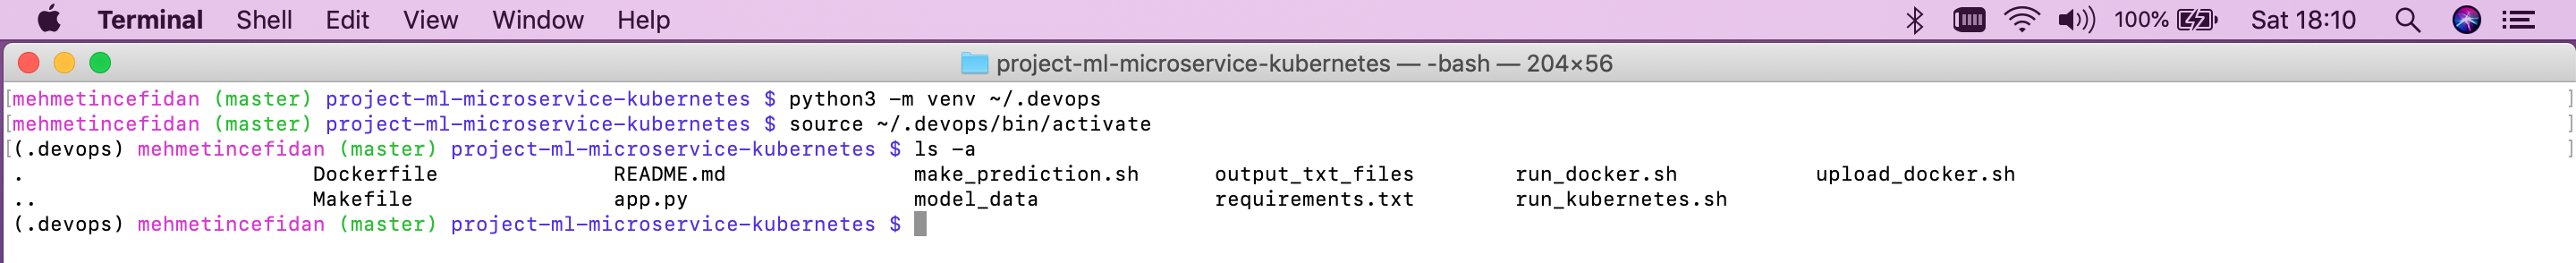 Terminal Shell Edit View Window Help 100% Sat 18:10
project-ml-microservice-kubernetes — -bash — 204×56
[mehmetincefidan (master) project-ml-microservice-kubernetes $ python3 -m venv ~/.devops ]
[mehmetincefidan (master) project-ml-microservice-kubernetes $ source ~/.devops/bin/activate ]
[(.devops) mehmetincefidan (master) project-ml-microservice-kubernetes $ ls -a ]
. Dockerfile README.md make_prediction.sh output_txt_files run_docker.sh upload_docker.sh
.. Makefile app.py model_data requirements.txt run_kubernetes.sh
(.devops) mehmetincefidan (master) project-ml-microservice-kubernetes $